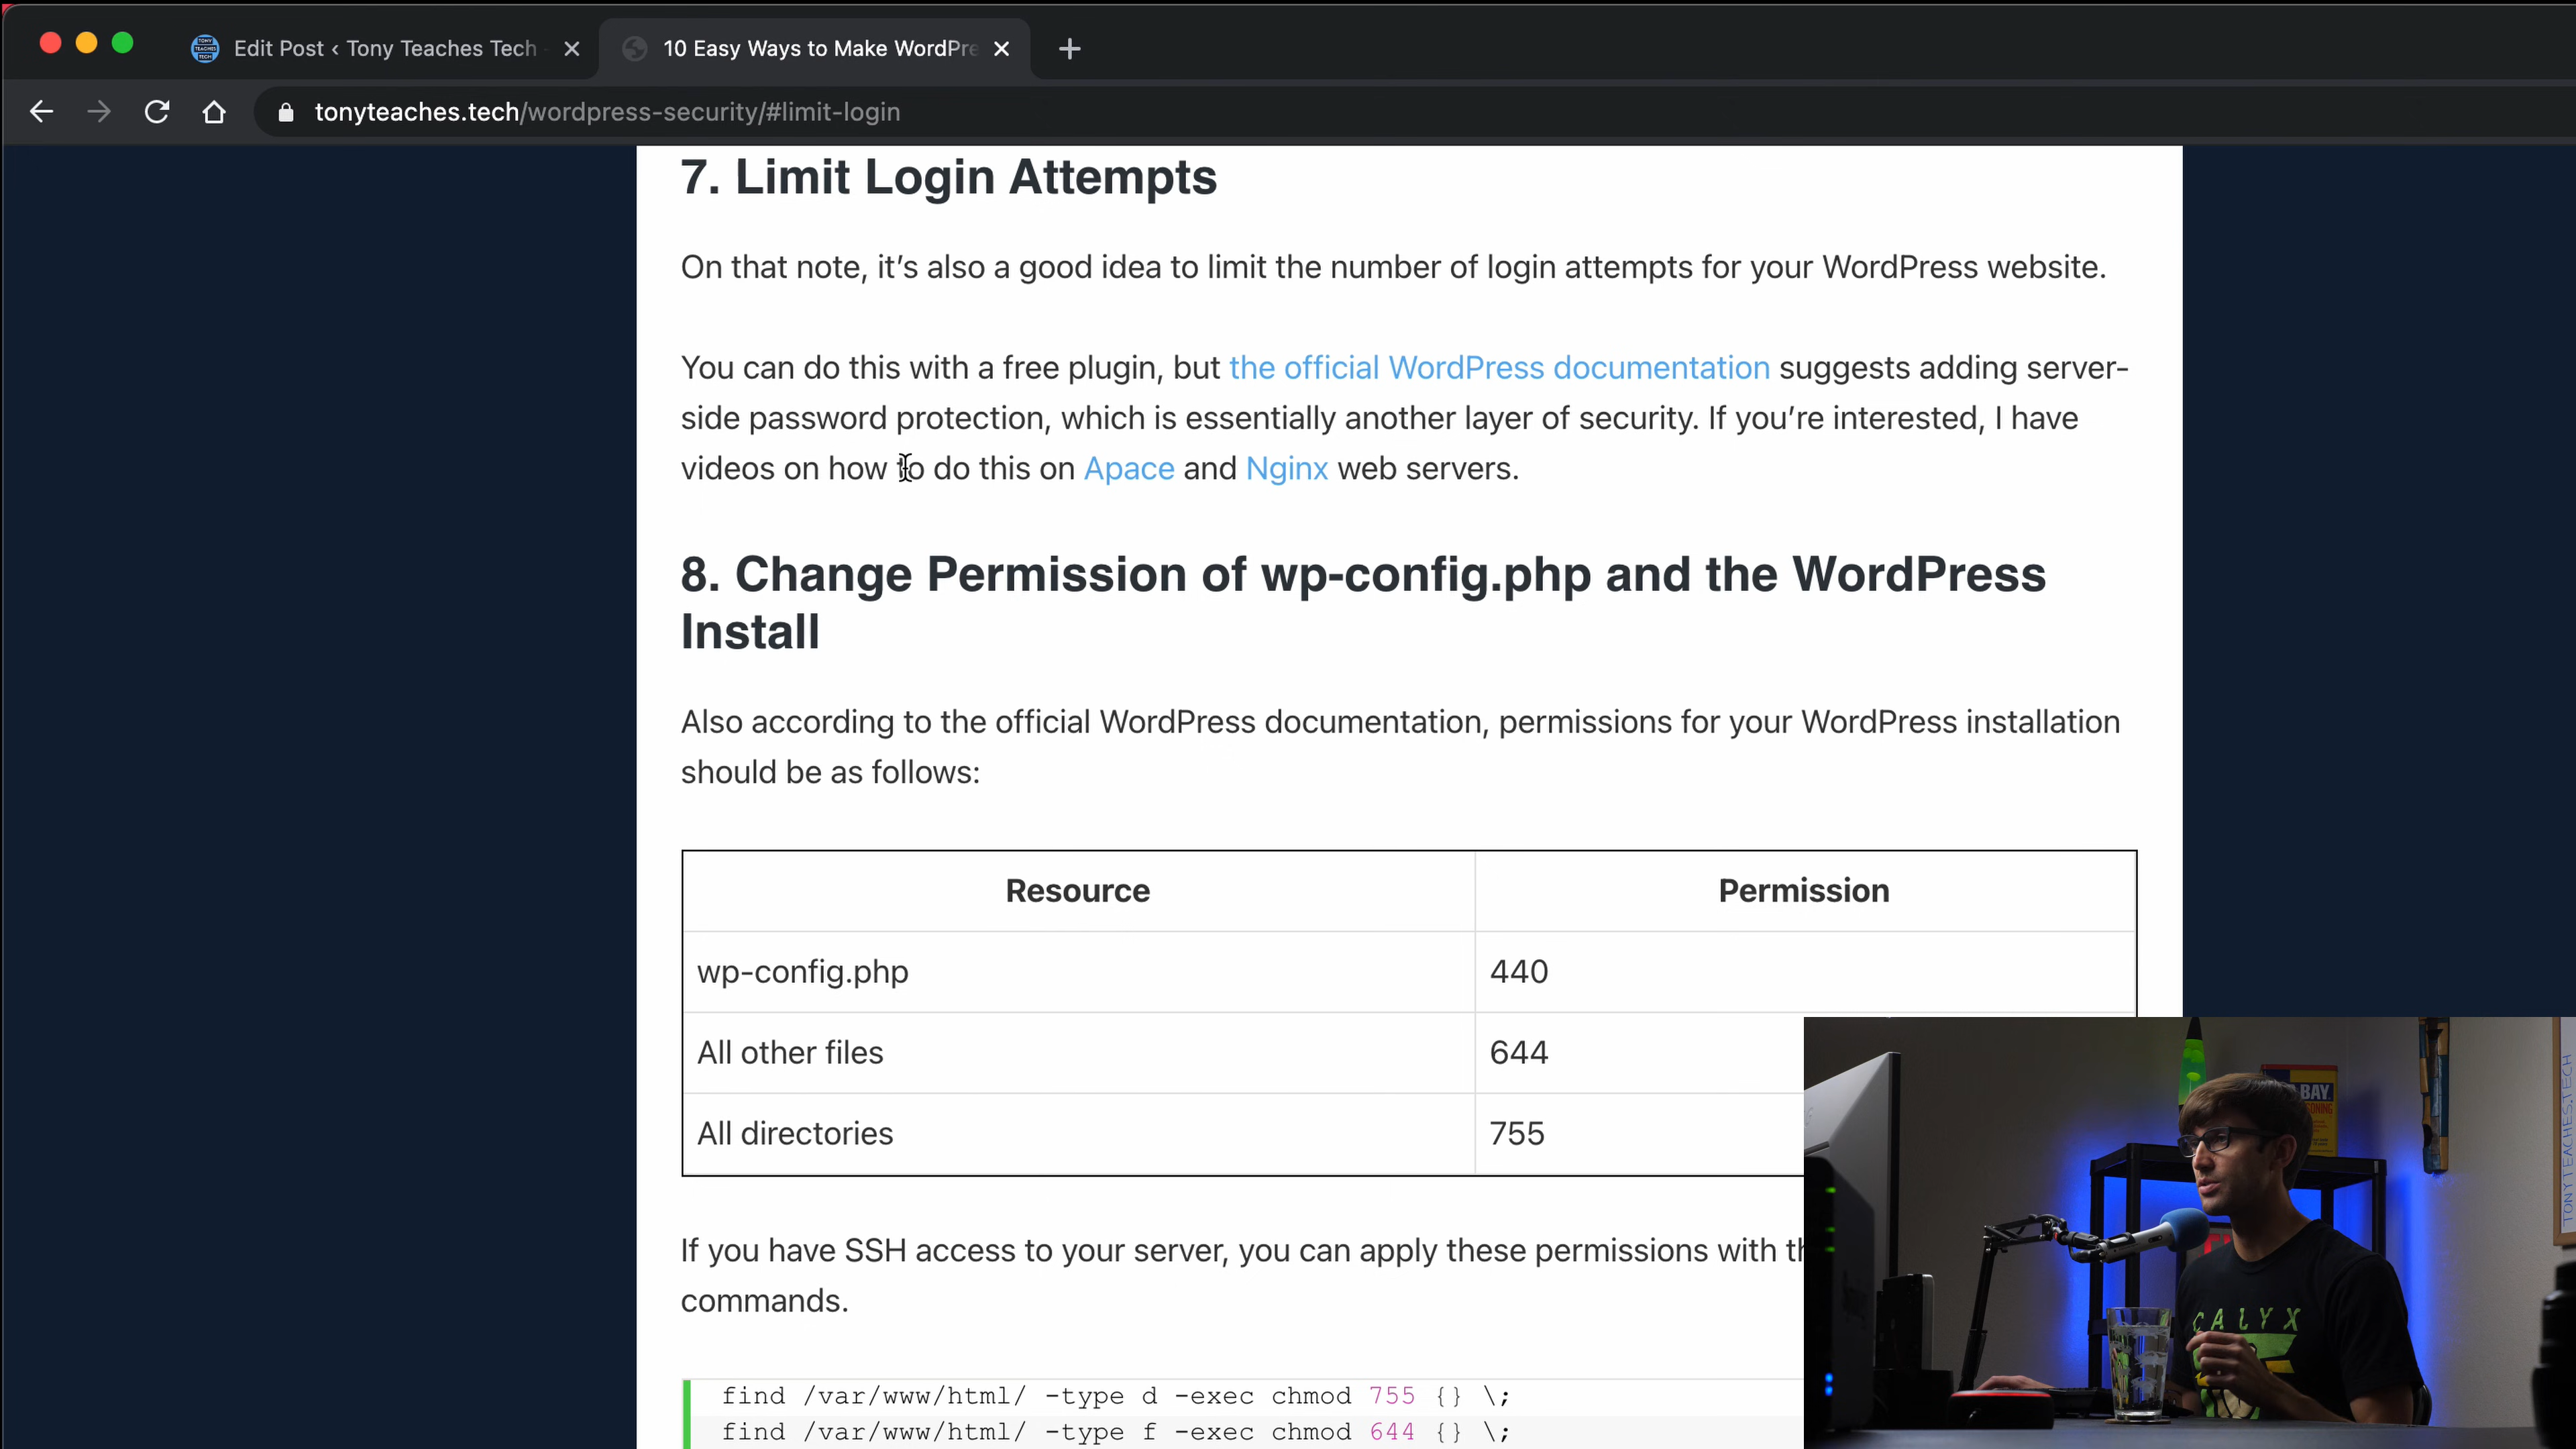 Edit Post ‹ Tony Teaches Tech
10 Easy Ways to Make WordPre
tonyteaches.tech/wordpress-security/#limit-login
7. Limit Login Attempts
On that note, it’s also a good idea to limit the number of login attempts for your WordPress website.
You can do this with a free plugin, but the official WordPress documentation suggests adding server-
side password protection, which is essentially another layer of security. If you’re interested, I have
videos on how to do this on Apace and Nginx web servers.
8. Change Permission of wp-config.php and the WordPress
Install
Also according to the official WordPress documentation, permissions for your WordPress installation
should be as follows:
Resource Permission
wp-config.php 440
All other files 644
All directories 755
If you have SSH access to your server, you can apply these permissions with th
commands.
find /var/www/html/ -type d -exec chmod 755 {} \;
find /var/www/html/ -type f -exec chmod 644 {} \;
BAY
CALYX
TONYTEACHES.TECH